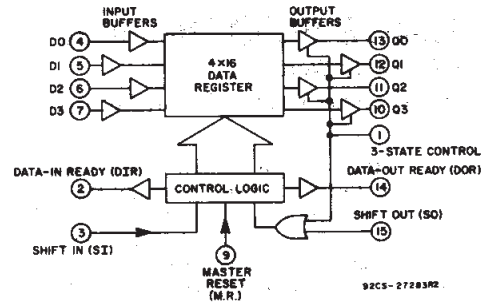 INPUT BUFFERS
OUTPUT BUFFERS
D0 4
13 Q0
D1 5
12 Q1
D2 6
11 Q2
D3 7
10 Q3
4×16
DATA
REGISTER
1
3-STATE CONTROL
DATA-IN READY (DIR)
2
CONTROL LOGIC
DATA-OUT READY (DOR)
14
3
SHIFT IN (SI)
9
MASTER
RESET
(M.R.)
SHIFT OUT (SO)
15
92CS-27283R2